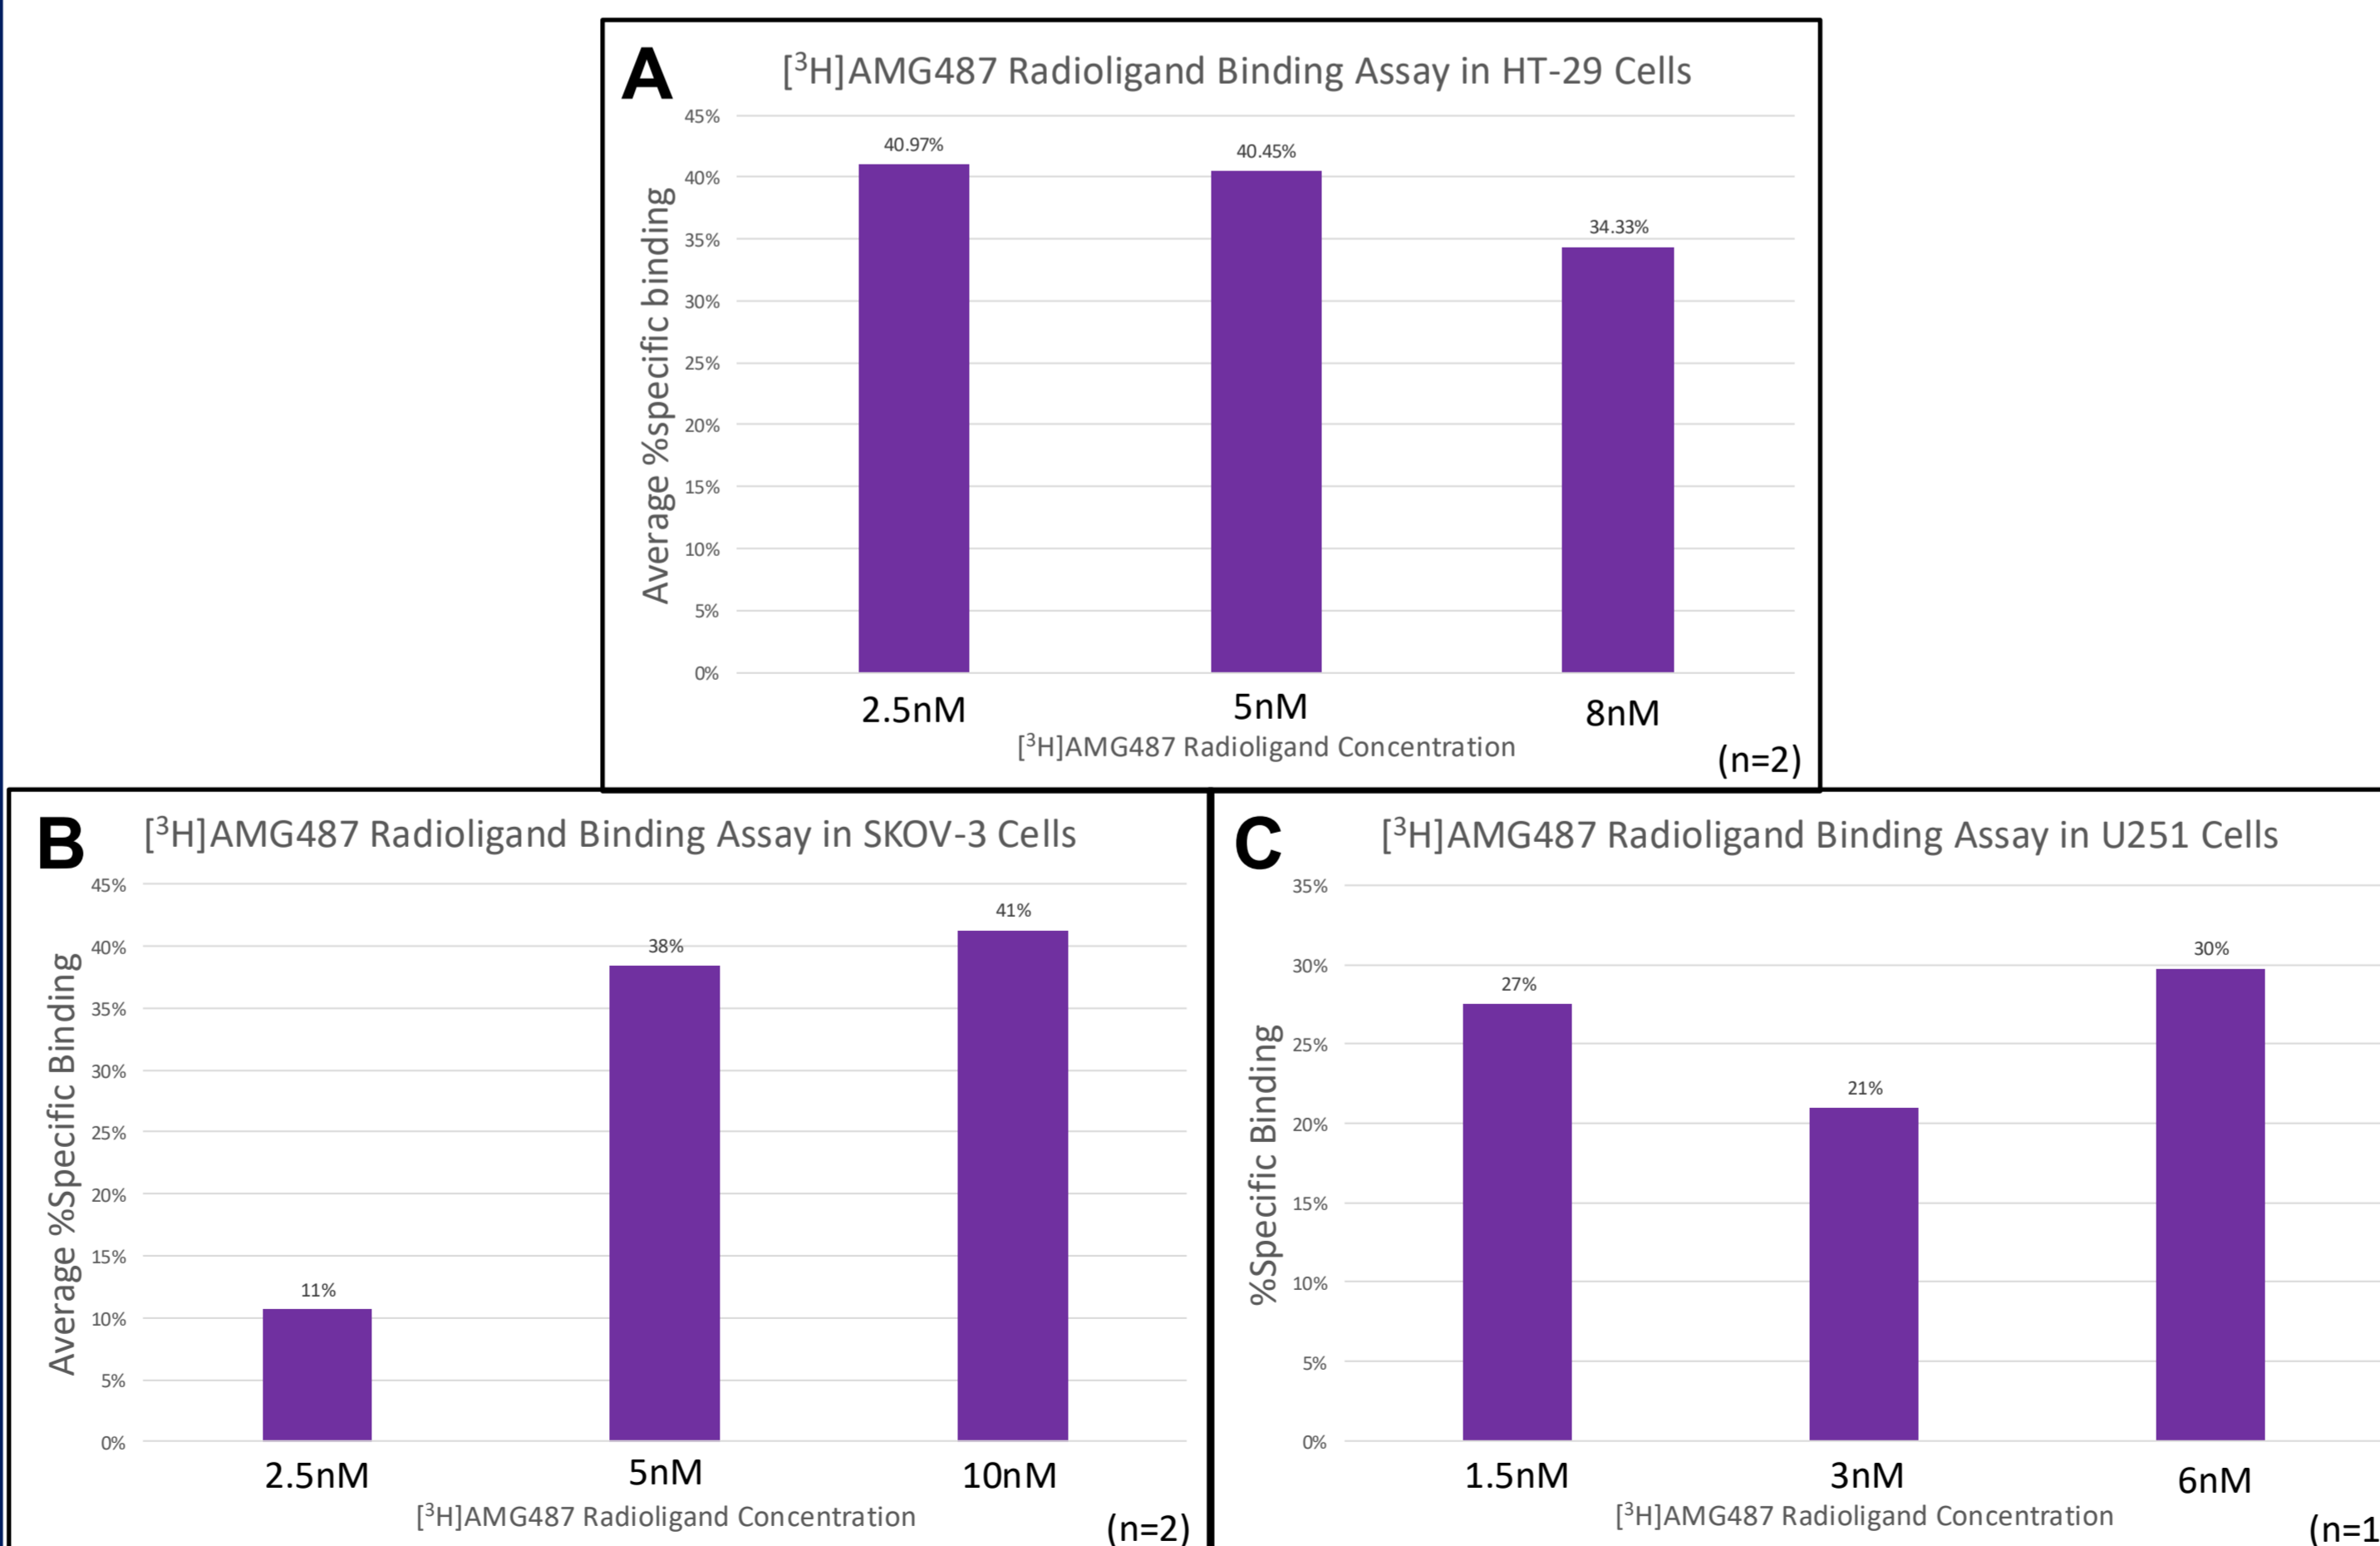 A
[³H]AMG487 Radioligand Binding Assay in HT-29 Cells
Average %specific binding
45%
40%
35%
30%
25%
20%
15%
10%
5%
0%
40.97%
40.45%
34.33%
2.5nM
5nM
8nM
[³H]AMG487 Radioligand Concentration
(n=2)
B
[³H]AMG487 Radioligand Binding Assay in SKOV-3 Cells
Average %Specific Binding
45%
40%
35%
30%
25%
20%
15%
10%
5%
0%
11%
38%
41%
2.5nM
5nM
10nM
[³H]AMG487 Radioligand Concentration
(n=2)
C
[³H]AMG487 Radioligand Binding Assay in U251 Cells
%Specific Binding
35%
30%
25%
20%
15%
10%
5%
0%
27%
21%
30%
1.5nM
3nM
6nM
[³H]AMG487 Radioligand Concentration
(n=1